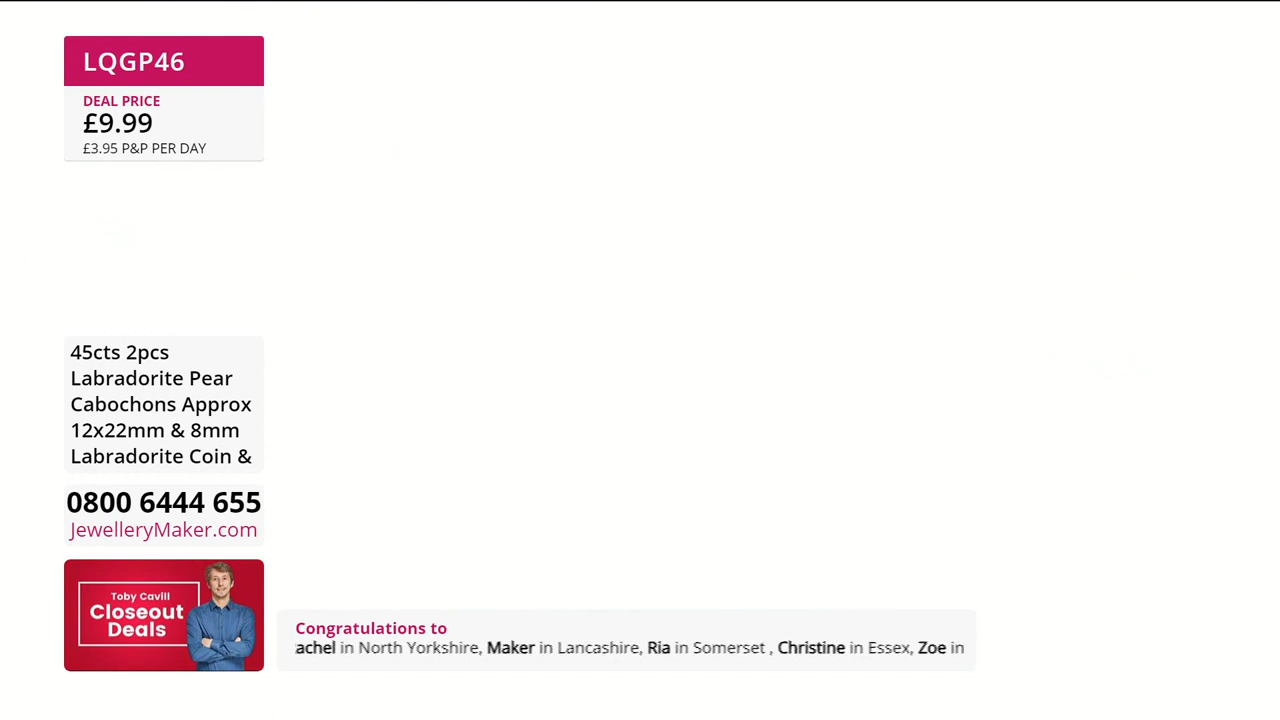 LQGP46
DEAL PRICE
£9.99
£3.95 P&P PER DAY
45cts 2pcs
Labradorite Pear
Cabochons Approx
12x22mm & 8mm
Labradorite Coin &
0800 6444 655
JewelleryMaker.com
Toby Cavill
Closeout
Deals
Congratulations to
achel in North Yorkshire, Maker in Lancashire, Ria in Somerset , Christine in Essex, Zoe in